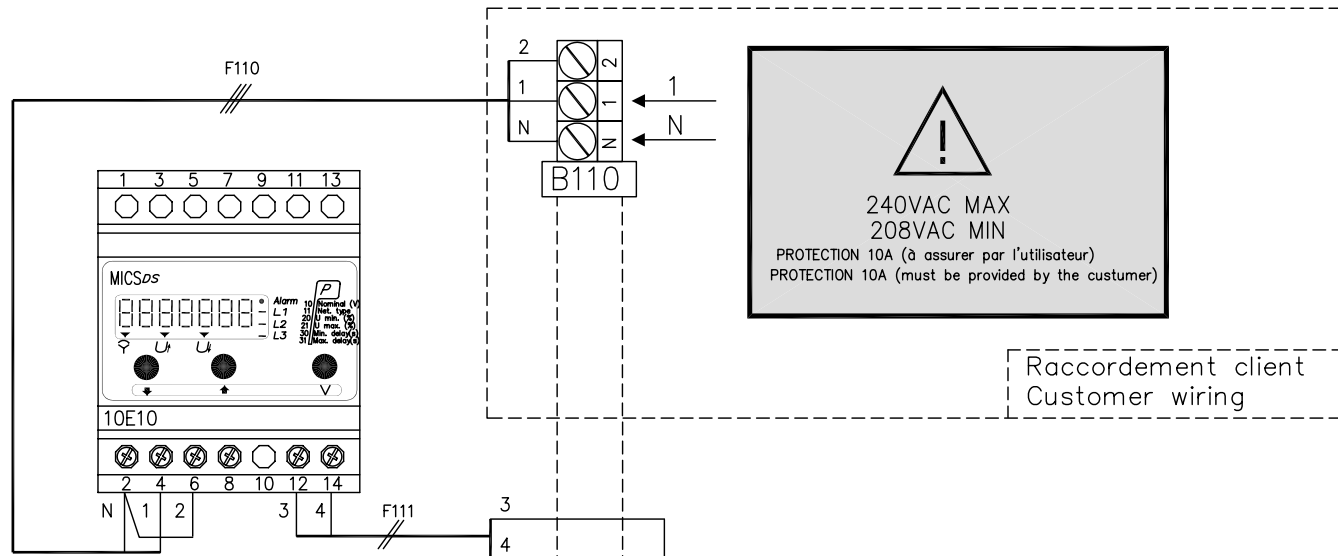 F110
2
1
N
2
1
N
1
N
B110
240VAC MAX
208VAC MIN
PROTECTION 10A (à assurer par l'utilisateur)
PROTECTION 10A (must be provided by the custumer)
Raccordement client
Customer wiring
1 3 5 7 9 11 13
MICSDS
P
8888888
Alarm
L1
L2
L3
10 Nominal (V)
11 Net. type
20 U min. (%)
21 U max. (%)
30 Min. delay(s)
31 Max. delay(s)
U
U
V
10E10
2 4 6 8 10 12 14
N 1 2 3 4
F111
3
4